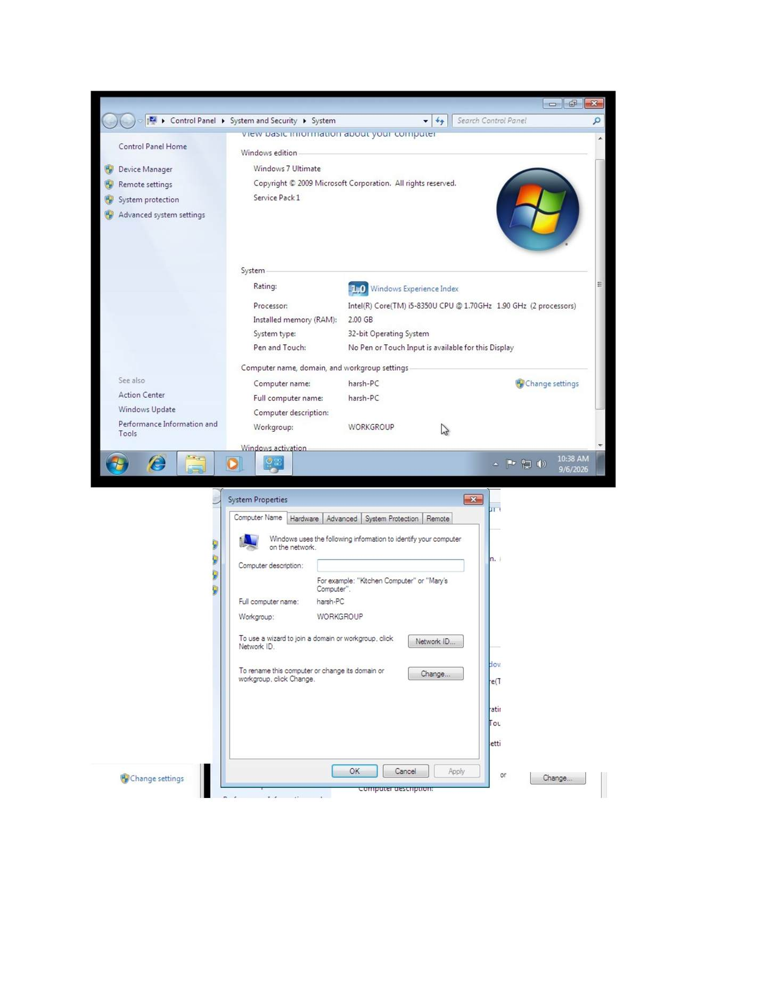 Control Panel ▸ System and Security ▸ System
Search Control Panel
View basic information about your computer
Control Panel Home
Device Manager
Remote settings
System protection
Advanced system settings
See also
Action Center
Windows Update
Performance Information and
Tools
Windows edition
Windows 7 Ultimate
Copyright © 2009 Microsoft Corporation. All rights reserved.
Service Pack 1
System
Rating: 1.0 Windows Experience Index
Processor: Intel(R) Core(TM) i5-8350U CPU @ 1.70GHz 1.90 GHz (2 processors)
Installed memory (RAM): 2.00 GB
System type: 32-bit Operating System
Pen and Touch: No Pen or Touch Input is available for this Display
Computer name, domain, and workgroup settings
Computer name: harsh-PC
Change settings
Full computer name: harsh-PC
Computer description:
Workgroup: WORKGROUP
Windows activation
10:38 AM
9/6/2026
System Properties
Computer Name Hardware Advanced System Protection Remote
Windows uses the following information to identify your computer
on the network.
Computer description:
For example: "Kitchen Computer" or "Mary's
Computer".
Full computer name: harsh-PC
Workgroup: WORKGROUP
To use a wizard to join a domain or workgroup, click
Network ID.
Network ID...
To rename this computer or change its domain or
workgroup, click Change.
Change...
OK Cancel Apply
Change settings
or
Change...
Computer description: